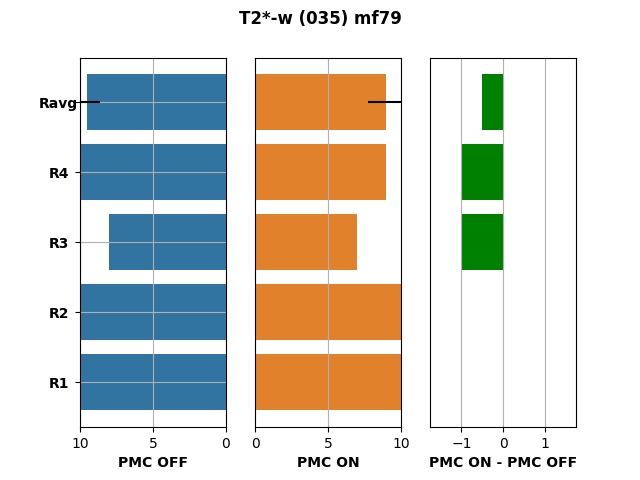 T2*-w (035) mf79
Ravg
R4
R3
R2
R1
10 5 0
0 5 10
−1 0 1
PMC OFF
PMC ON
PMC ON - PMC OFF